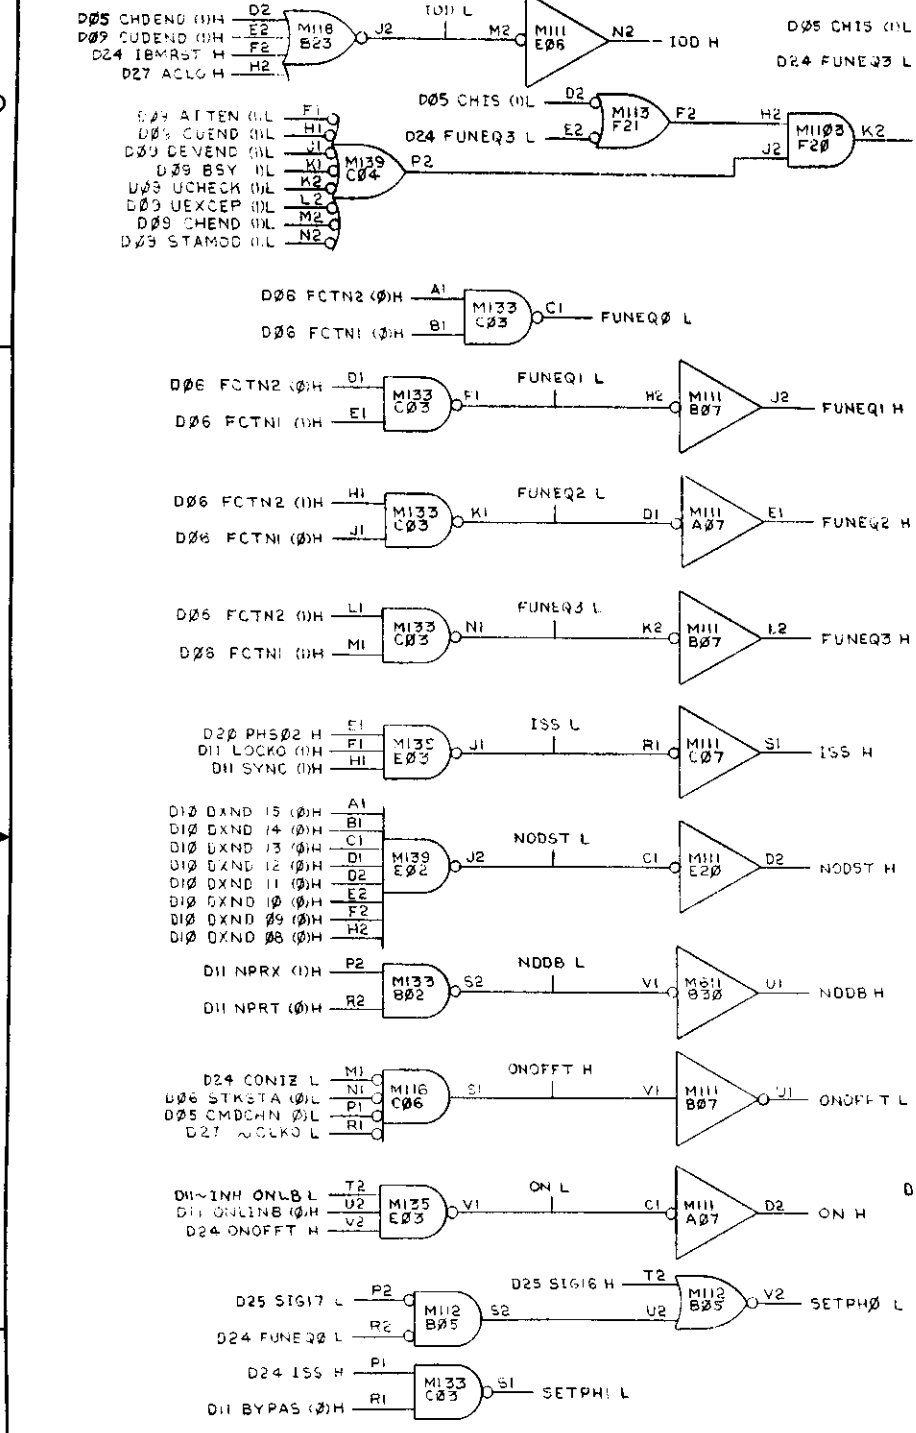 DØ5 CHDEND (1)H D2
DØ9 CUDEND (1)H E2
D24 IBMRST H F2
D27 ACLO H H2
M118 B23
J2
IOD L
M2
M111 E06
N2
IOD H
DØ5 CHIS (1)L
D24 FUNEQ3 L
DØ9 ATTEN (1)L F1
DØ9 CUEND (1)L H1
DØ9 DEVEND (1)L J1
DØ9 BSY 1)L K1
DØ9 UCHECK (1)L K2
DØ9 UEXCEP (1)L L2
DØ9 CHEND (1)L M2
DØ9 STAMOD (1)L N2
M139 C04
P2
DØ5 CHIS (1)L D2
D24 FUNEQ3 L E2
M113 F21
F2
H2
J2
M11Ø3 F2Ø
K2
DØ6 FCTN2 (Ø)H A1
DØ6 FCTN1 (Ø)H B1
M133 CØ3
C1
FUNEQØ L
DØ6 FCTN2 (Ø)H D1
DØ6 FCTN1 (1)H E1
M133 CØ3
F1
FUNEQ1 L
H2
M111 BØ7
J2
FUNEQ1 H
DØ6 FCTN2 (1)H H1
DØ6 FCTN1 (Ø)H J1
M133 CØ3
K1
FUNEQ2 L
D1
M111 AØ7
E1
FUNEQ2 H
DØ6 FCTN2 (1)H L1
DØ6 FCTN1 (1)H M1
M133 CØ3
N1
FUNEQ3 L
K2
M111 BØ7
L2
FUNEQ3 H
D2Ø PHSØ2 H E1
D11 LOCKO (1)H F1
D11 SYNC (1)H H1
M135 EØ3
J1
ISS L
R1
M111 CØ7
S1
ISS H
D1Ø DXND 15 (Ø)H A1
D1Ø DXND 14 (Ø)H B1
D1Ø DXND 13 (Ø)H C1
D1Ø DXND 12 (Ø)H D1
D1Ø DXND 11 (Ø)H D2
D1Ø DXND 1Ø (Ø)H E2
D1Ø DXND Ø9 (Ø)H F2
D1Ø DXND Ø8 (Ø)H H2
M139 EØ2
J2
NODST L
C1
M111 E2Ø
D2
NODST H
D11 NPRX (1)H P2
D11 NPRT (Ø)H R2
M133 BØ2
S2
NDDB L
V1
M611 B3Ø
U1
NDDB H
D24 CONIZ L M1
DØ6 STKSTA (Ø)L N1
DØ5 CMDCHN Ø)L P1
D27 ~CLKO L R1
M116 CØ6
S1
ONOFFT H
V1
M111 BØ7
U1
ONOFFT L
D11~INH ONLB L T2
D11 ONLINB (Ø)H U2
D24 ONOFFT H V2
M135 EØ3
V1
ON L
C1
M111 AØ7
D2
ON H
D
D25 SIG17 L P2
D24 FUNEQØ L R2
M112 BØ5
S2
D25 SIG16 H T2
U2
M112 BØ5
V2
SETPHØ L
D24 ISS H P1
D11 BYPAS (Ø)H R1
M133 CØ3
S1
SETPH1 L